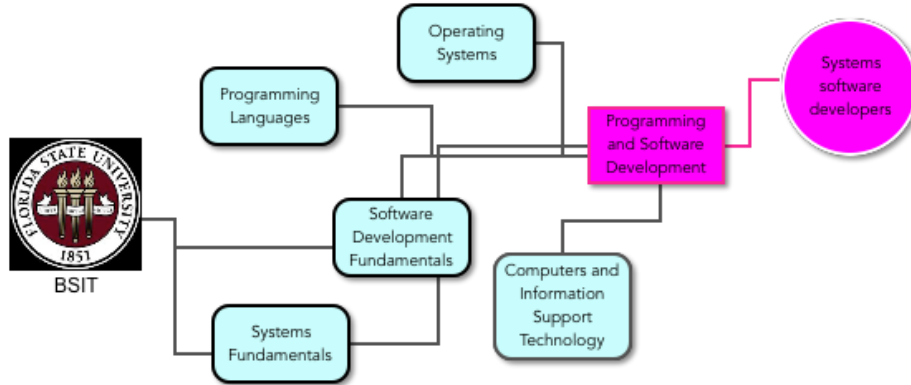 Operating
Systems
Systems
software
developers
Programming
Languages
Programming
and Software
Development
FLORIDA STATE UNIVERSITY
1851
BSIT
Software
Development
Fundamentals
Computers and
Information
Support
Technology
Systems
Fundamentals